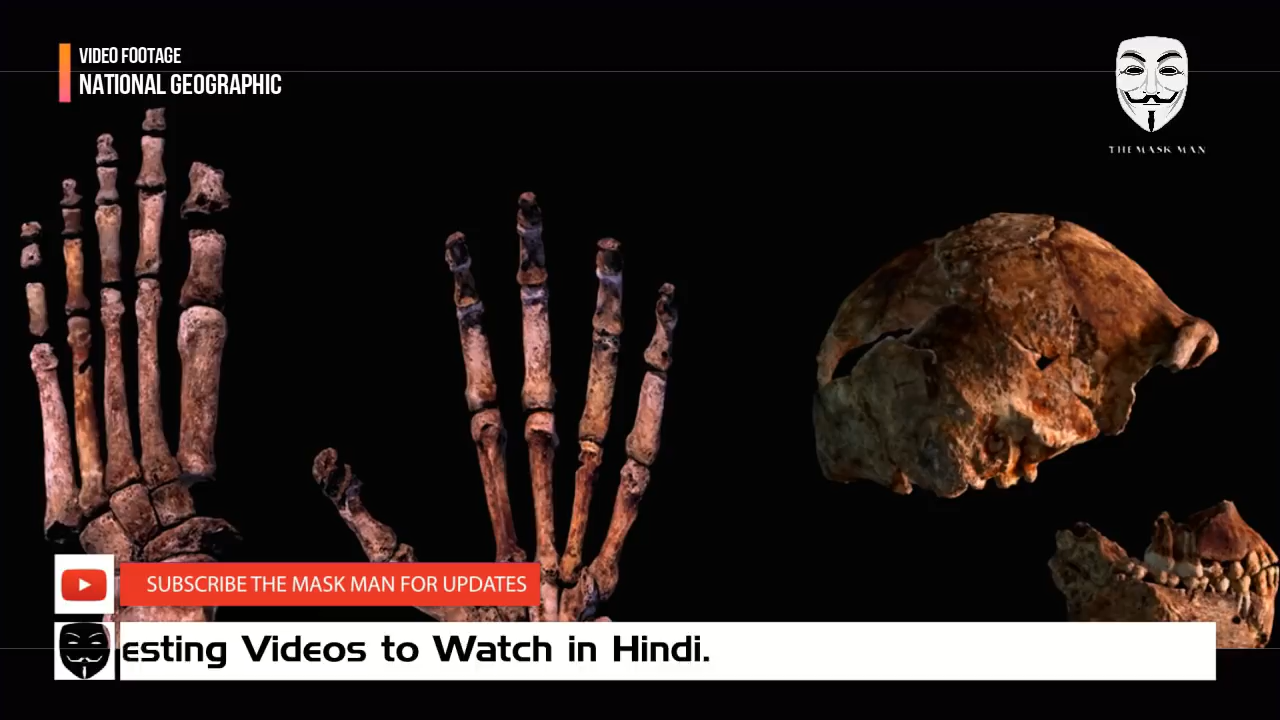 VIDEO FOOTAGE
NATIONAL GEOGRAPHIC
THE MASK MAN
SUBSCRIBE THE MASK MAN FOR UPDATES
esting Videos to Watch in Hindi.